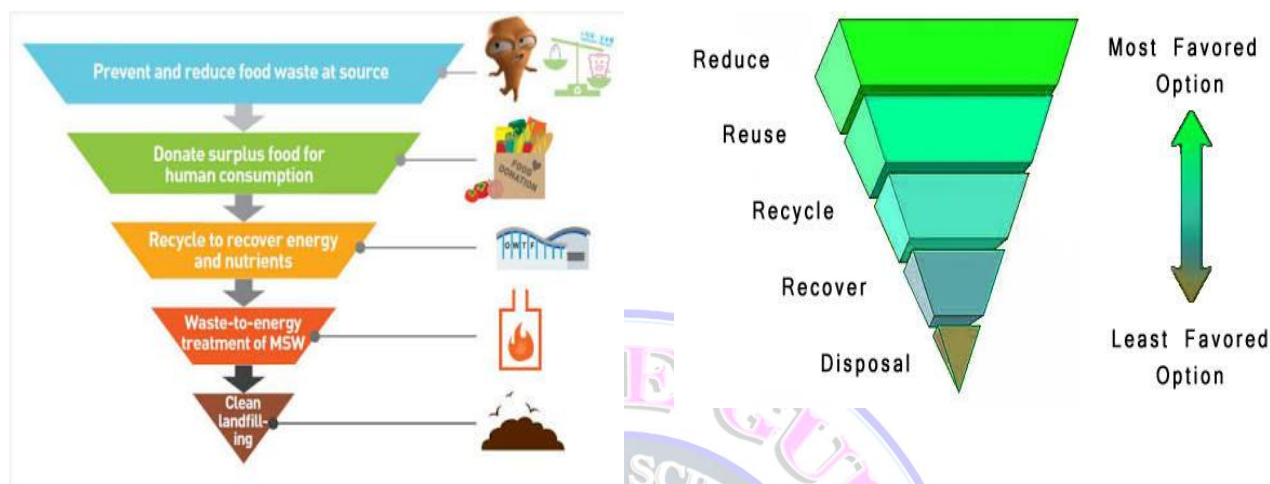 Prevent and reduce food waste at source
Donate surplus food for
human consumption
FOOD
DONATION
Recycle to recover energy
and nutrients
OWTF
Waste-to-energy
treatment of MSW
Clean
landfill-
ing
Reduce
Reuse
Recycle
Recover
Disposal
Most Favored
Option
Least Favored
Option